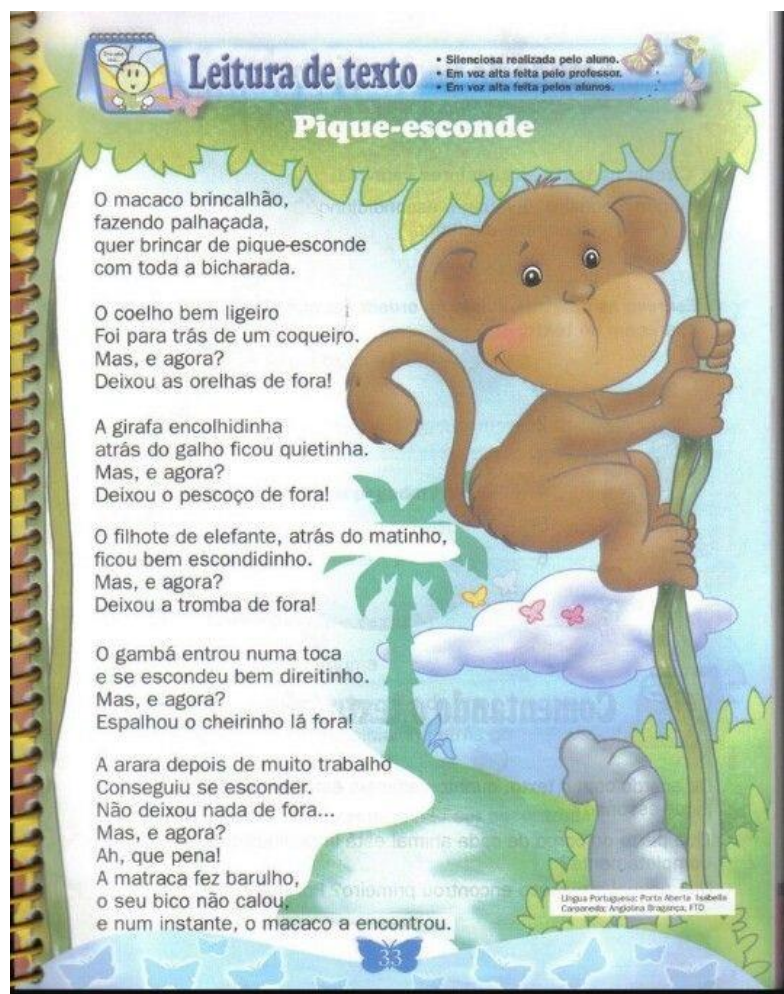 Leitura de texto
• Silenciosa realizada pelo aluno.
• Em voz alta feita pelo professor.
• Em voz alta feita pelos alunos.
Pique-esconde
O macaco brincalhão,
fazendo palhaçada,
quer brincar de pique-esconde
com toda a bicharada.
O coelho bem ligeiro
Foi para trás de um coqueiro.
Mas, e agora?
Deixou as orelhas de fora!
A girafa encolhidinha
atrás do galho ficou quietinha.
Mas, e agora?
Deixou o pescoço de fora!
O filhote de elefante, atrás do matinho,
ficou bem escondidinho.
Mas, e agora?
Deixou a tromba de fora!
O gambá entrou numa toca
e se escondeu bem direitinho.
Mas, e agora?
Espalhou o cheirinho lá fora!
A arara depois de muito trabalho
Conseguiu se esconder.
Não deixou nada de fora...
Mas, e agora?
Ah, que pena!
A matraca fez barulho,
o seu bico não calou,
e num instante, o macaco a encontrou.
Língua Portuguesa: Porta Aberta Isabella
Carpaneda; Angiolina Bragança, FTD
33